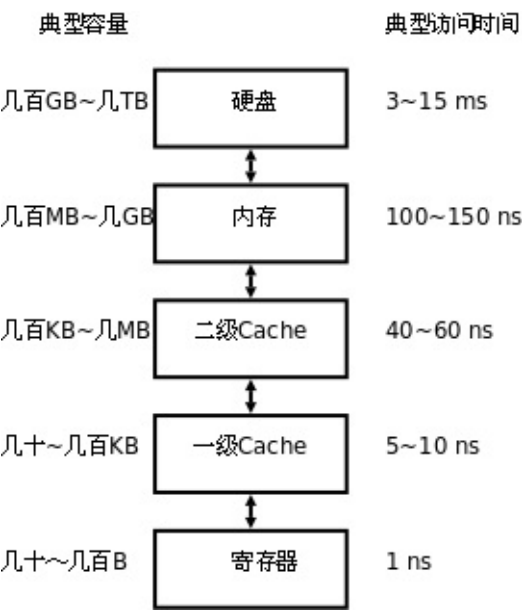 典型容量 典型访问时间
几百GB~几TB 硬盘 3~15 ms
几百MB~几GB 内存 100~150 ns
几百KB~几MB 二级Cache 40~60 ns
几十~几百KB 一级Cache 5~10 ns
几十～几百B 寄存器 1 ns